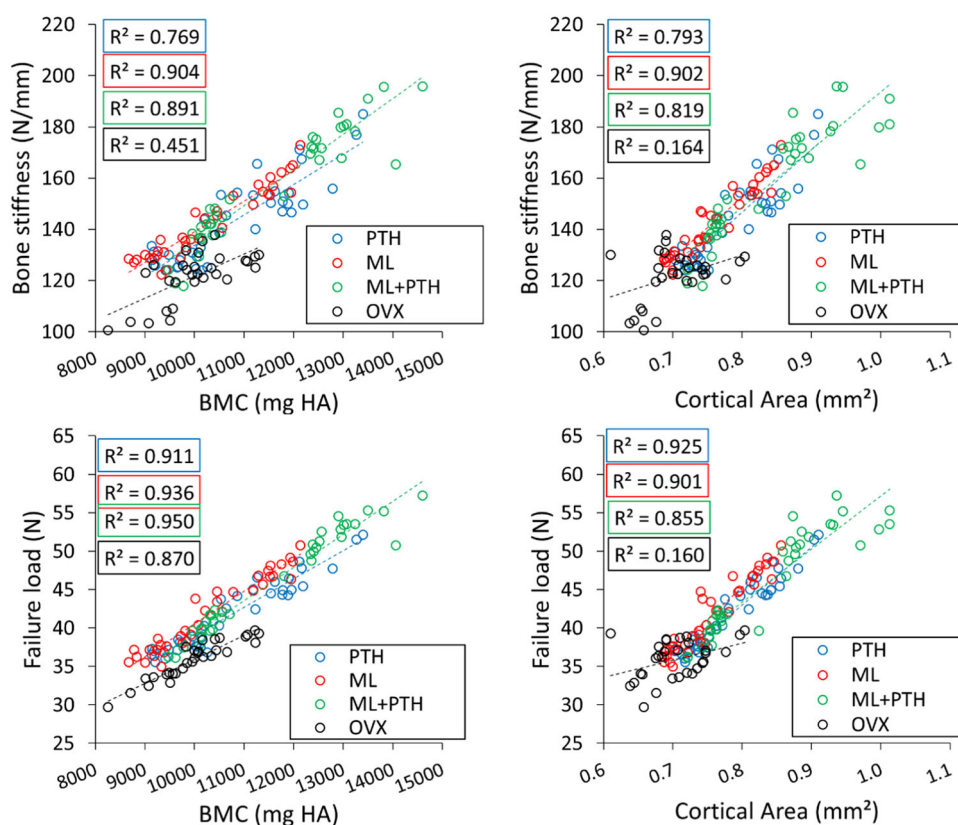 220
200
180
160
140
120
100
Bone stiffness (N/mm)
R² = 0.769
R² = 0.904
R² = 0.891
R² = 0.451
PTH
ML
ML+PTH
OVX
8000
9000
10000
11000
12000
13000
14000
15000
BMC (mg HA)
220
200
180
160
140
120
100
Bone stiffness (N/mm)
R² = 0.793
R² = 0.902
R² = 0.819
R² = 0.164
PTH
ML
ML+PTH
OVX
0.6
0.7
0.8
0.9
1.0
1.1
Cortical Area (mm²)
65
60
55
50
45
40
35
30
25
Failure load (N)
R² = 0.911
R² = 0.936
R² = 0.950
R² = 0.870
PTH
ML
ML+PTH
OVX
8000
9000
10000
11000
12000
13000
14000
15000
BMC (mg HA)
65
60
55
50
45
40
35
30
25
Failure load (N)
R² = 0.925
R² = 0.901
R² = 0.855
R² = 0.160
PTH
ML
ML+PTH
OVX
0.6
0.7
0.8
0.9
1.0
1.1
Cortical Area (mm²)